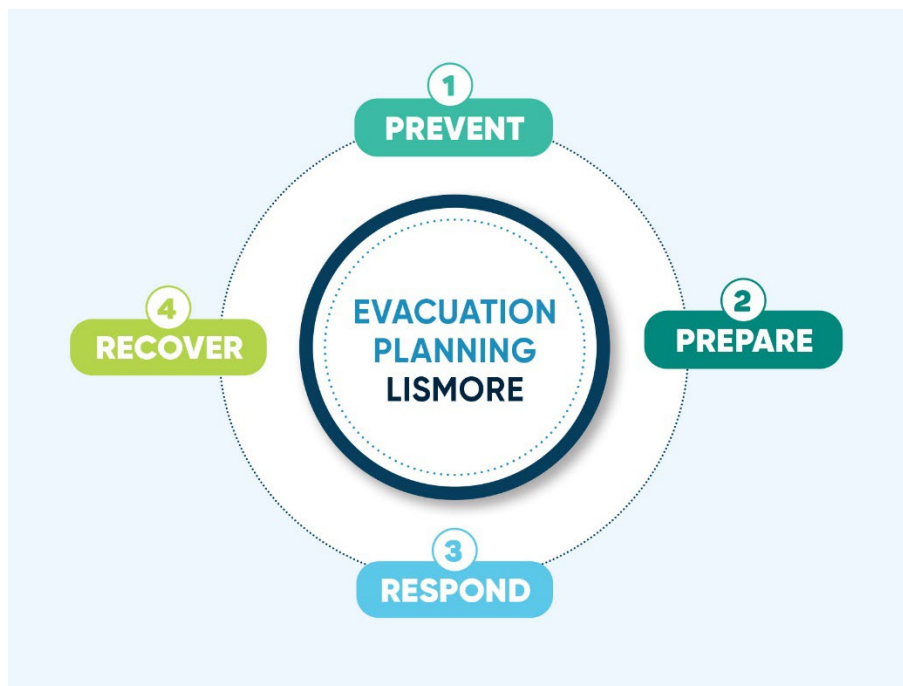 1
PREVENT
2
PREPARE
3
RESPOND
4
RECOVER
EVACUATION
PLANNING
LISMORE